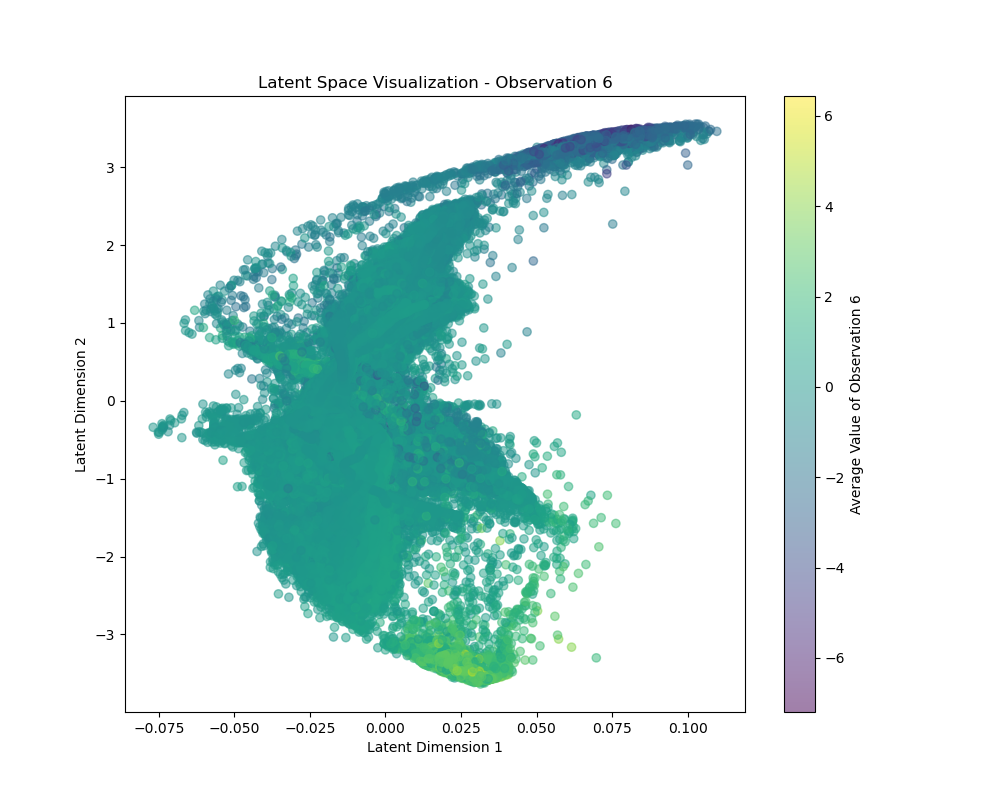 Latent Space Visualization - Observation 6
3
2
1
0
−1
−2
−3
Latent Dimension 2
−0.075 −0.050 −0.025 0.000 0.025 0.050 0.075 0.100
Latent Dimension 1
6
4
2
0
−2
−4
−6
Average Value of Observation 6